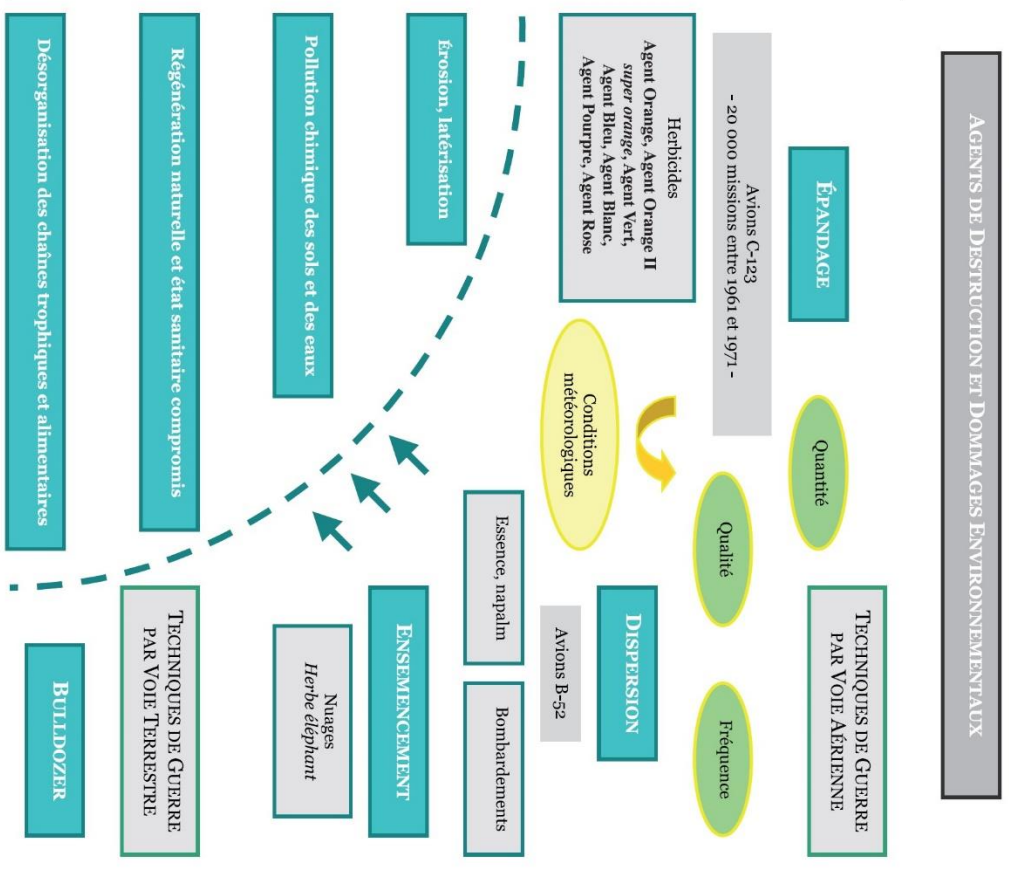 AGENTS DE DESTRUCTION ET DOMMAGES ENVIRONNEMENTAUX
TECHNIQUES DE GUERRE
PAR VOIE AÉRIENNE
ÉPANDAGE
Quantité
Avions C-123
- 20 000 missions entre 1961 et 1971 -
Qualité
Fréquence
Herbicides
Agent Orange, Agent Orange II
super orange, Agent Vert,
Agent Bleu, Agent Blanc,
Agent Pourpre, Agent Rose
Conditions
météorologiques
DISPERSION
Avions B-52
Essence, napalm
Bombardements
ENSEMENCEMENT
Nuages
Herbe éléphant
Érosion, latérisation
Pollution chimique des sols et des eaux
Régénération naturelle et état sanitaire compromis
Désorganisation des chaînes trophiques et alimentaires
TECHNIQUES DE GUERRE
PAR VOIE TERRESTRE
BULLDOZER